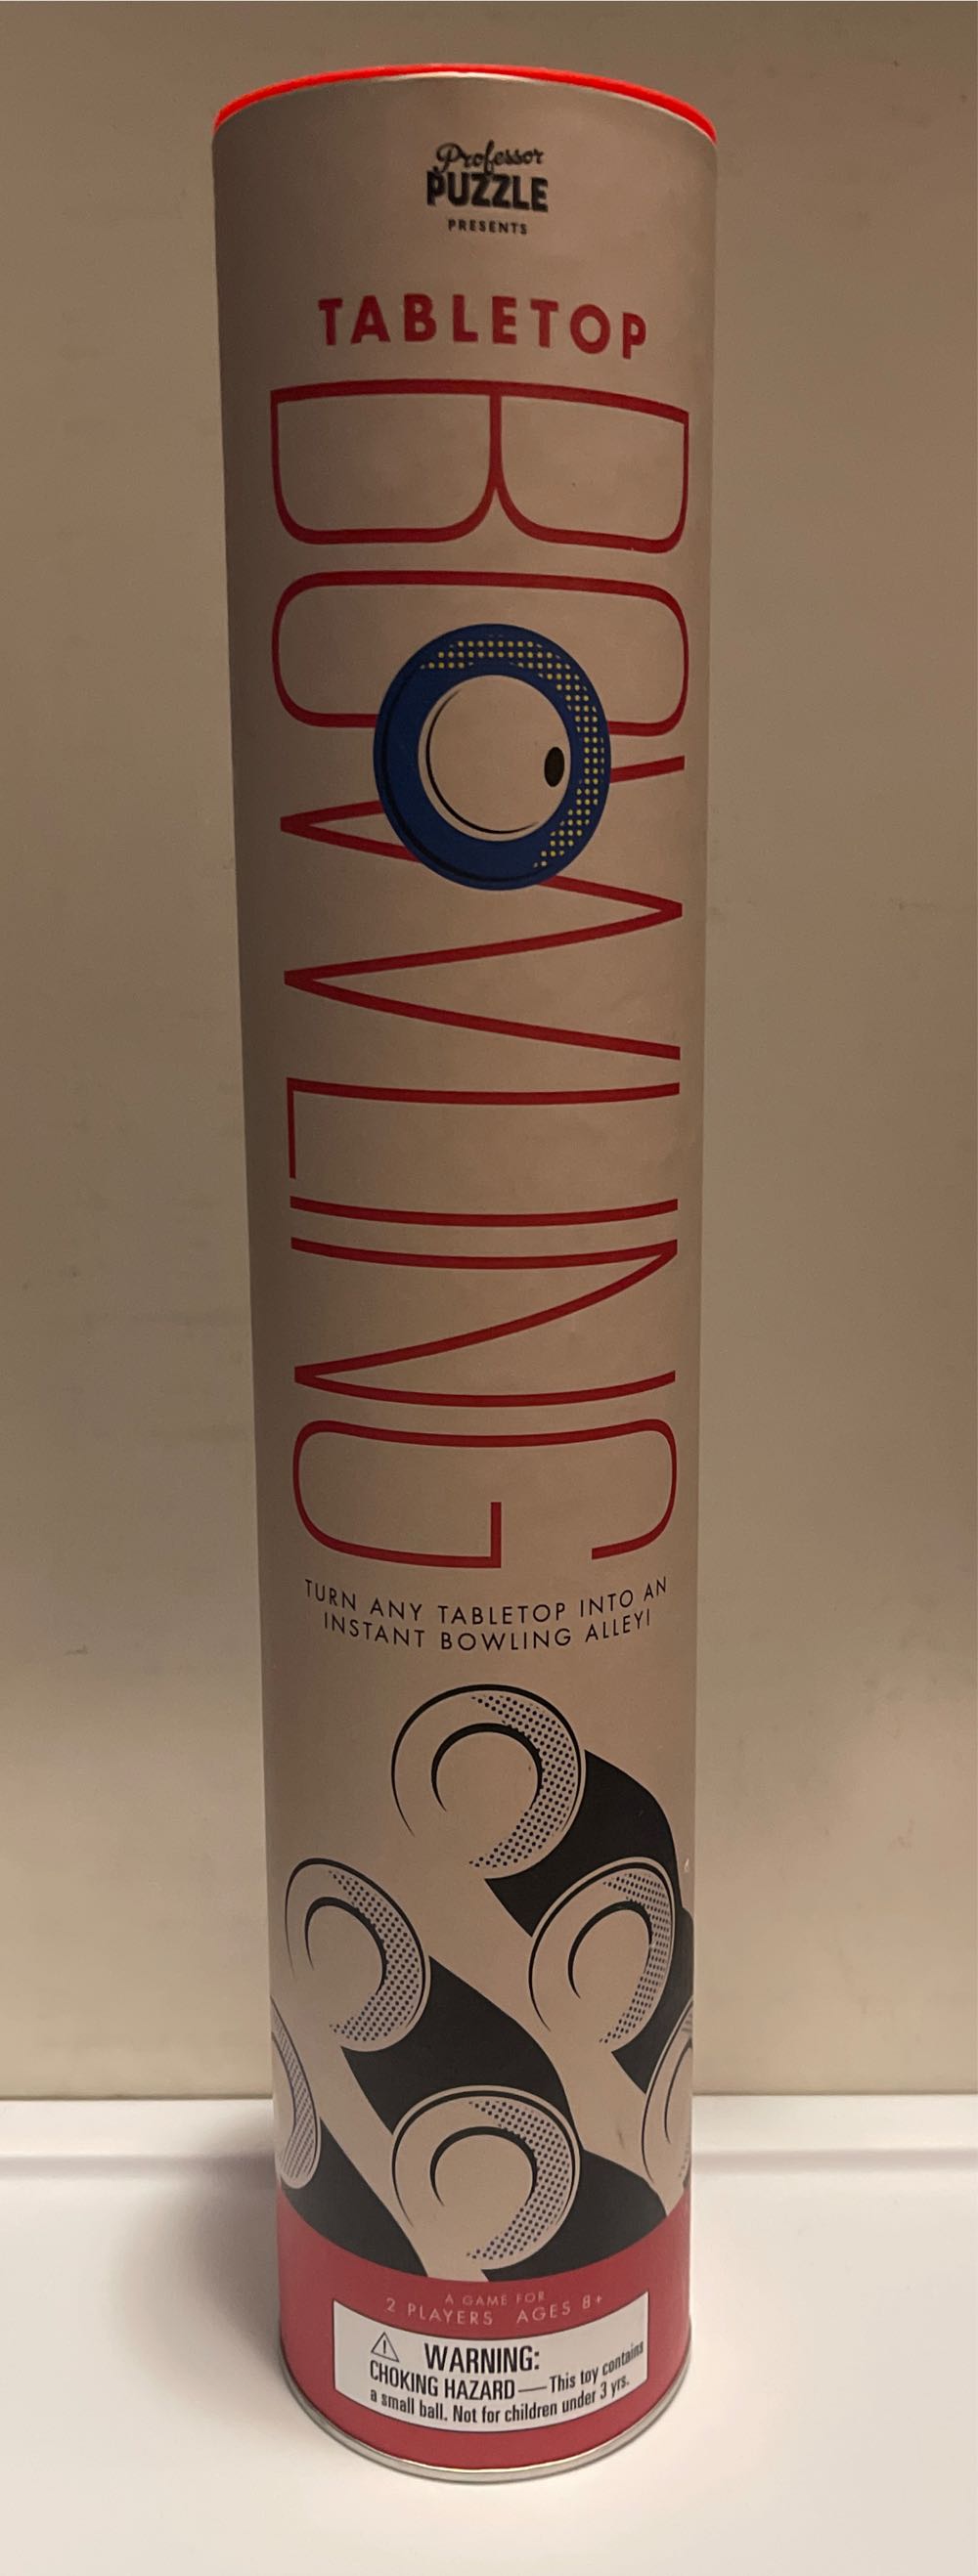 Professor
PUZZLE
PRESENTS
TABLETOP
BOWLING
TURN ANY TABLETOP INTO AN
INSTANT BOWLING ALLEY!
A GAME FOR
2 PLAYERS AGES 8+
WARNING:
CHOKING HAZARD—This toy contains
a small ball. Not for children under 3 yrs.